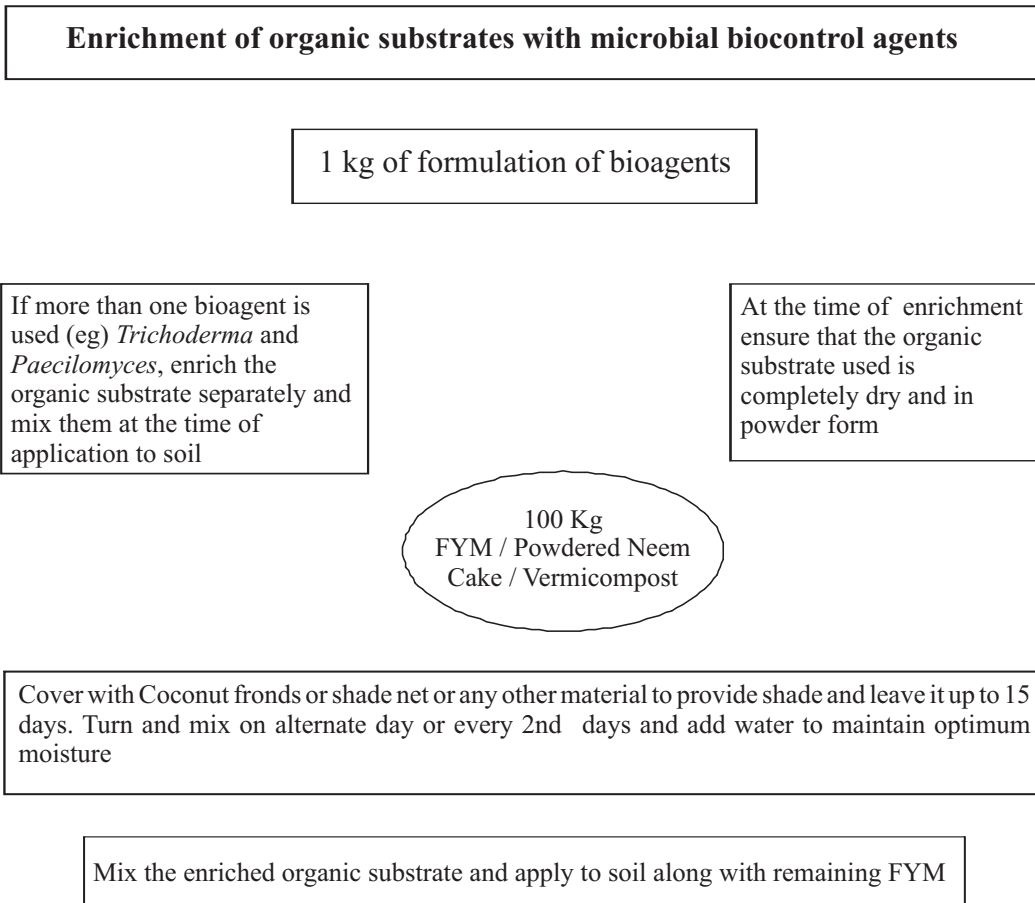 Enrichment of organic substrates with microbial biocontrol agents
1 kg of formulation of bioagents
If more than one bioagent is
used (eg) Trichoderma and
Paecilomyces, enrich the
organic substrate separately and
mix them at the time of
application to soil
At the time of enrichment
ensure that the organic
substrate used is
completely dry and in
powder form
100 Kg
FYM / Powdered Neem
Cake / Vermicompost
Cover with Coconut fronds or shade net or any other material to provide shade and leave it up to 15
days. Turn and mix on alternate day or every 2nd days and add water to maintain optimum
moisture
Mix the enriched organic substrate and apply to soil along with remaining FYM